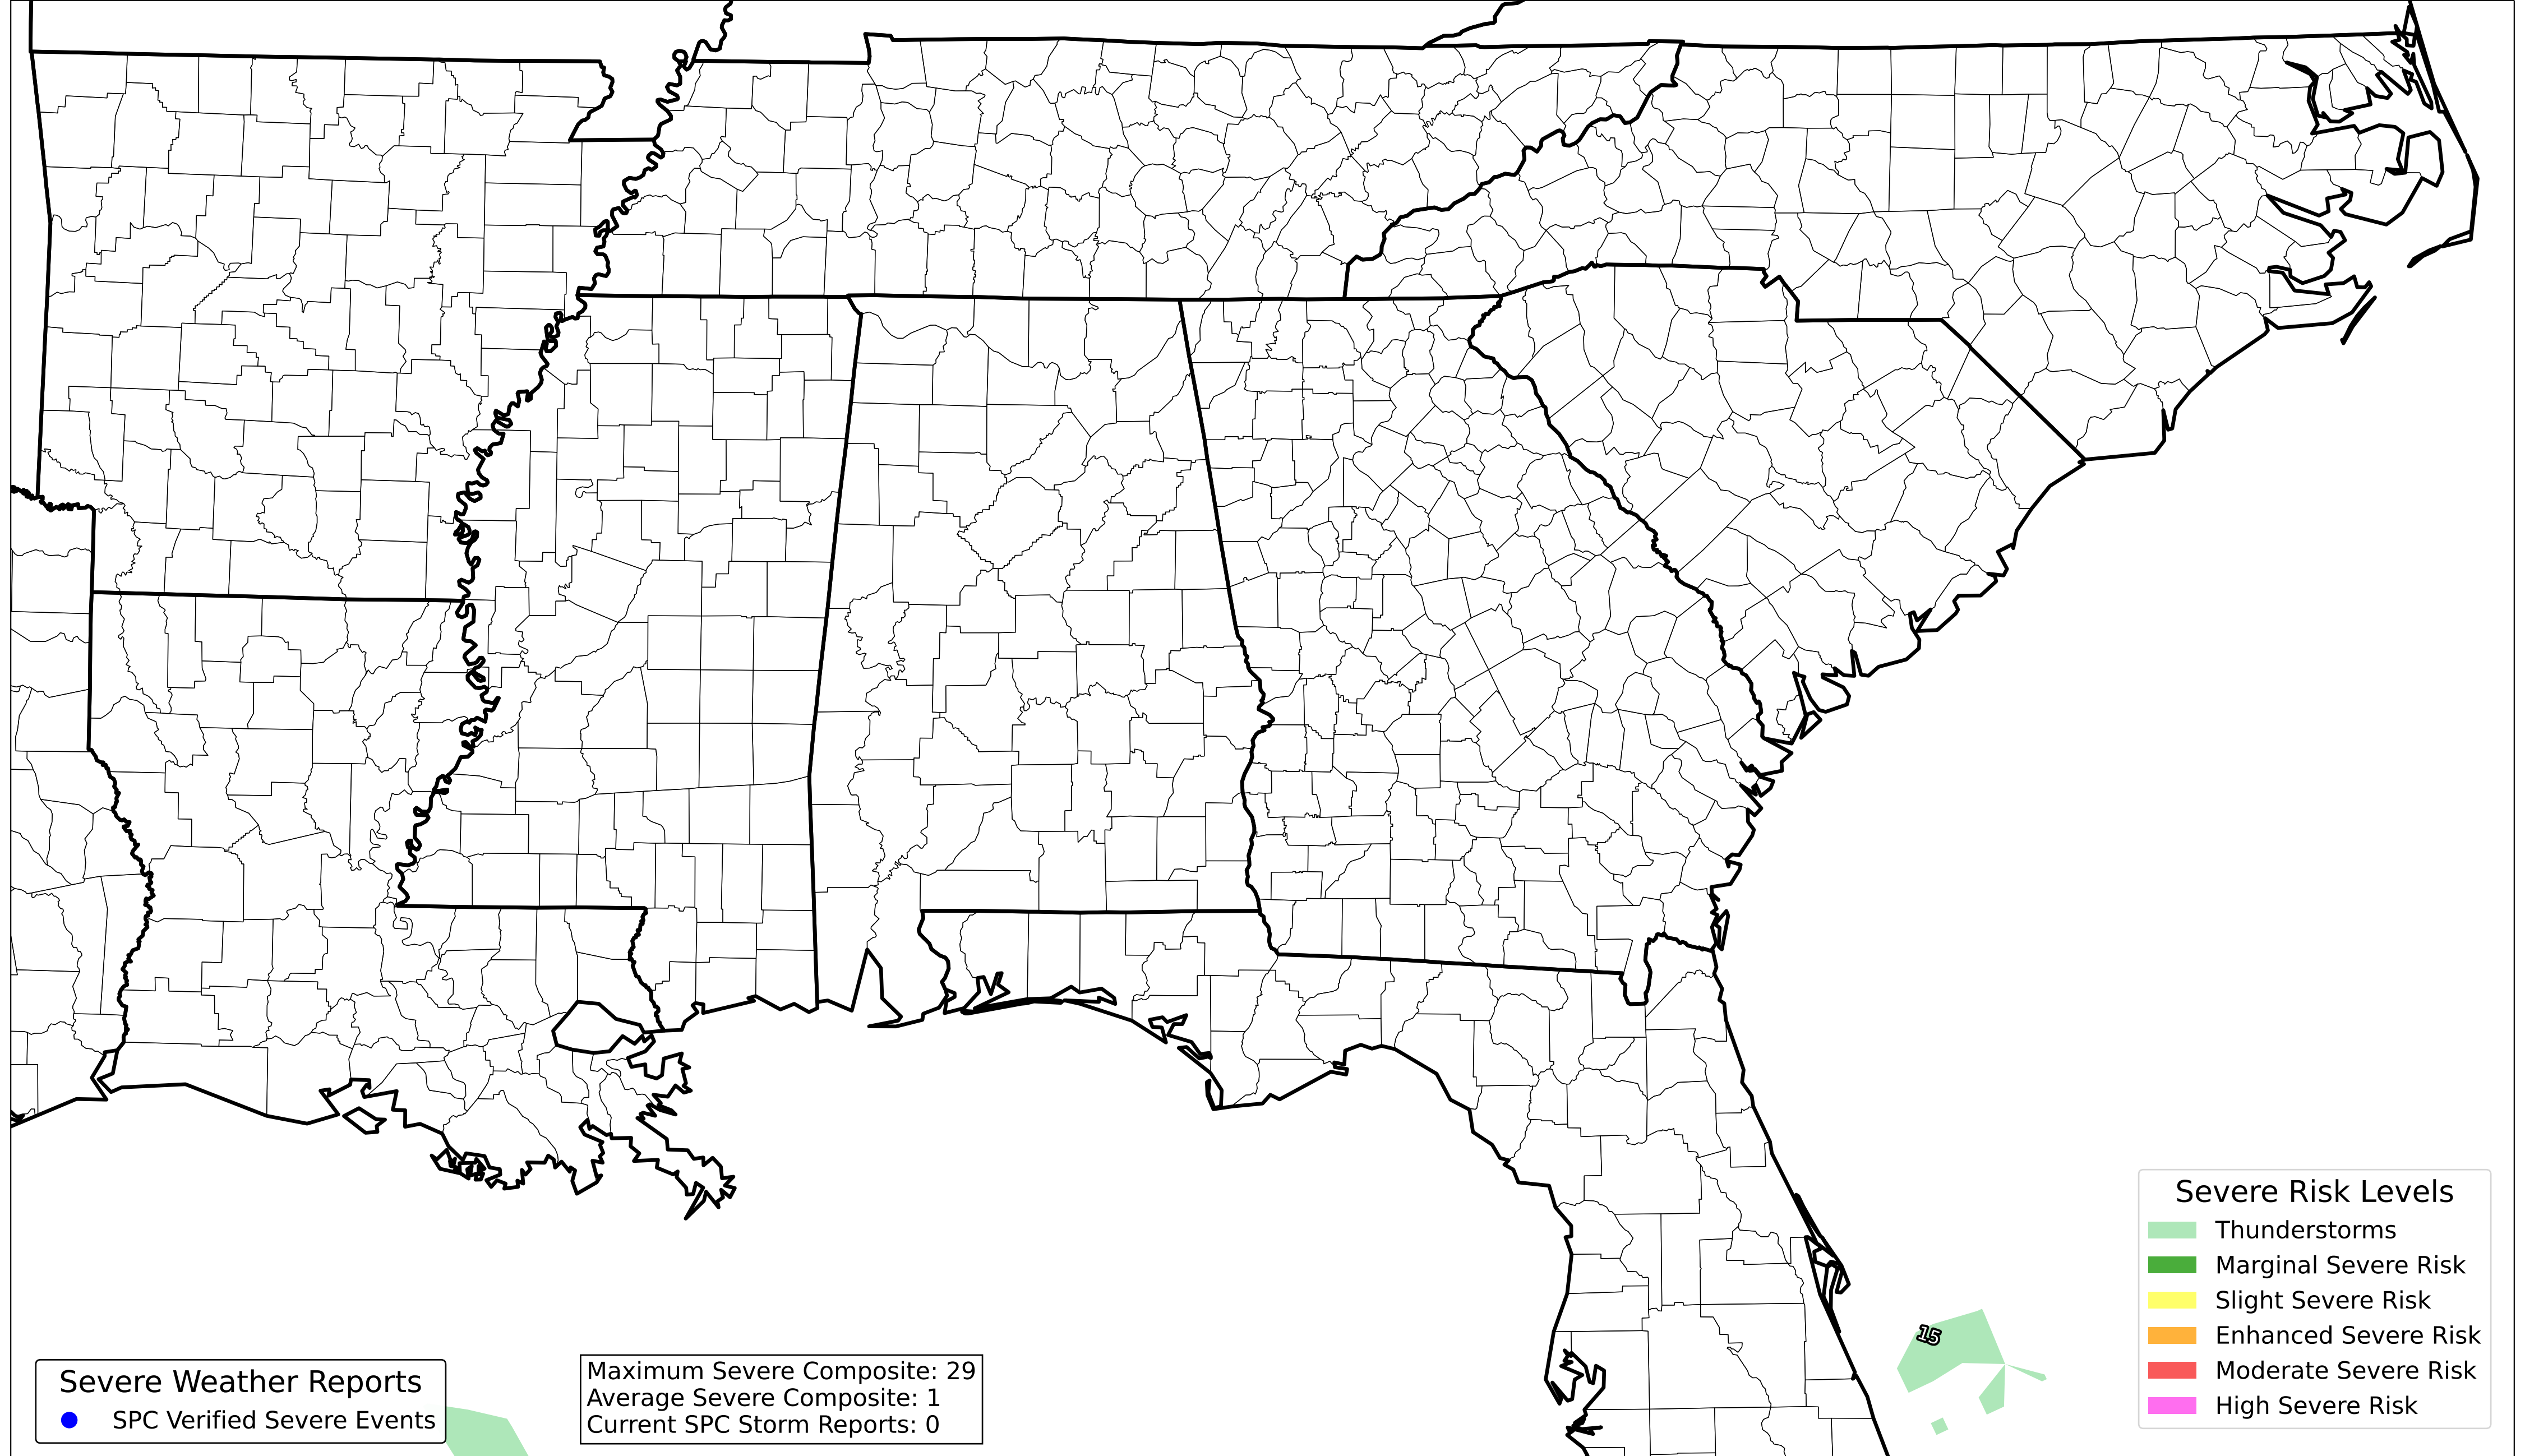 15
Severe Risk Levels
Thunderstorms
Marginal Severe Risk
Slight Severe Risk
Enhanced Severe Risk
Moderate Severe Risk
High Severe Risk
Severe Weather Reports
SPC Verified Severe Events
Maximum Severe Composite: 29
Average Severe Composite: 1
Current SPC Storm Reports: 0